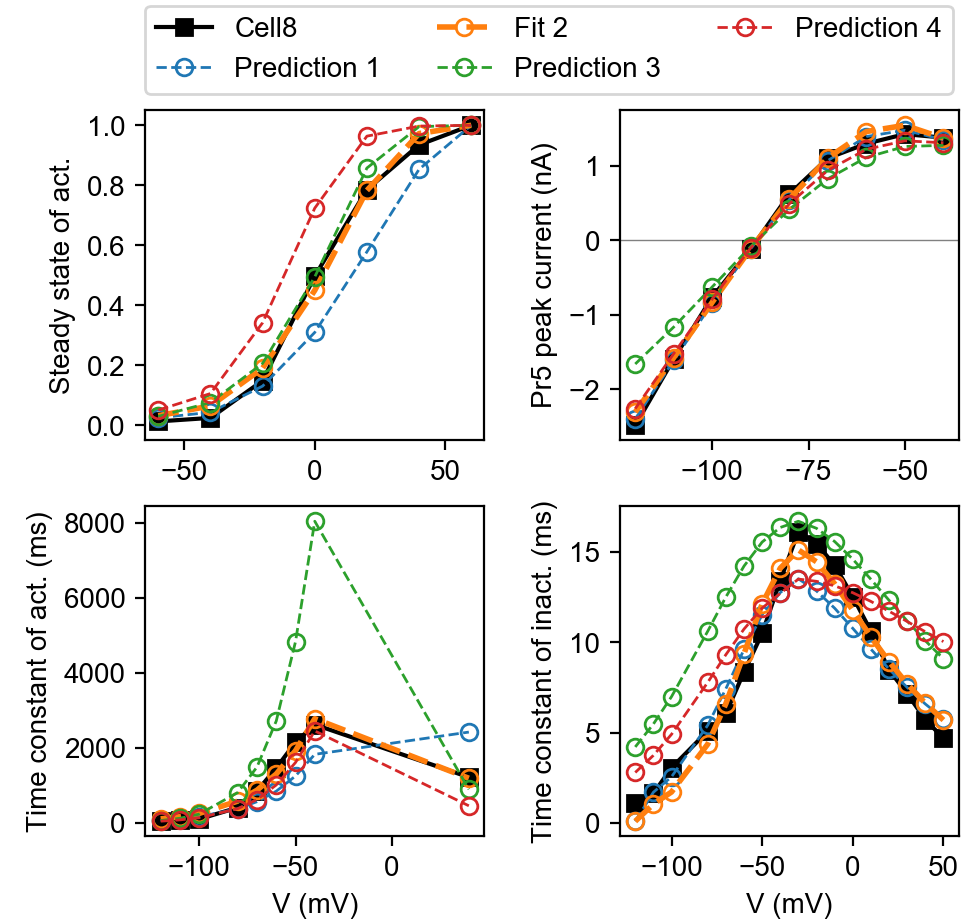 Cell8 Fit 2 Prediction 4
Prediction 1 Prediction 3
Steady state of act.
1.0
0.8
0.6
0.4
0.2
0.0
−50 0 50
Pr5 peak current (nA)
1
0
−1
−2
−100 −75 −50
Time constant of act. (ms)
8000
6000
4000
2000
0
−100 −50 0
V (mV)
Time constant of inact. (ms)
15
10
5
0
−100 −50 0 50
V (mV)